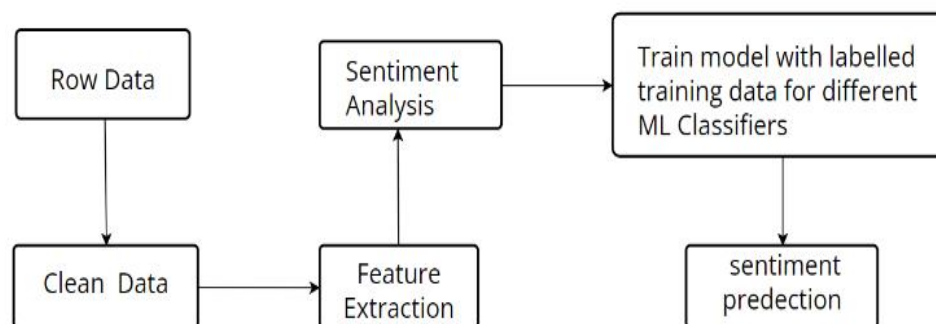 Row Data
Clean Data
Feature
Extraction
Sentiment
Analysis
Train model with labelled
training data for different
ML Classifiers
sentiment
predection